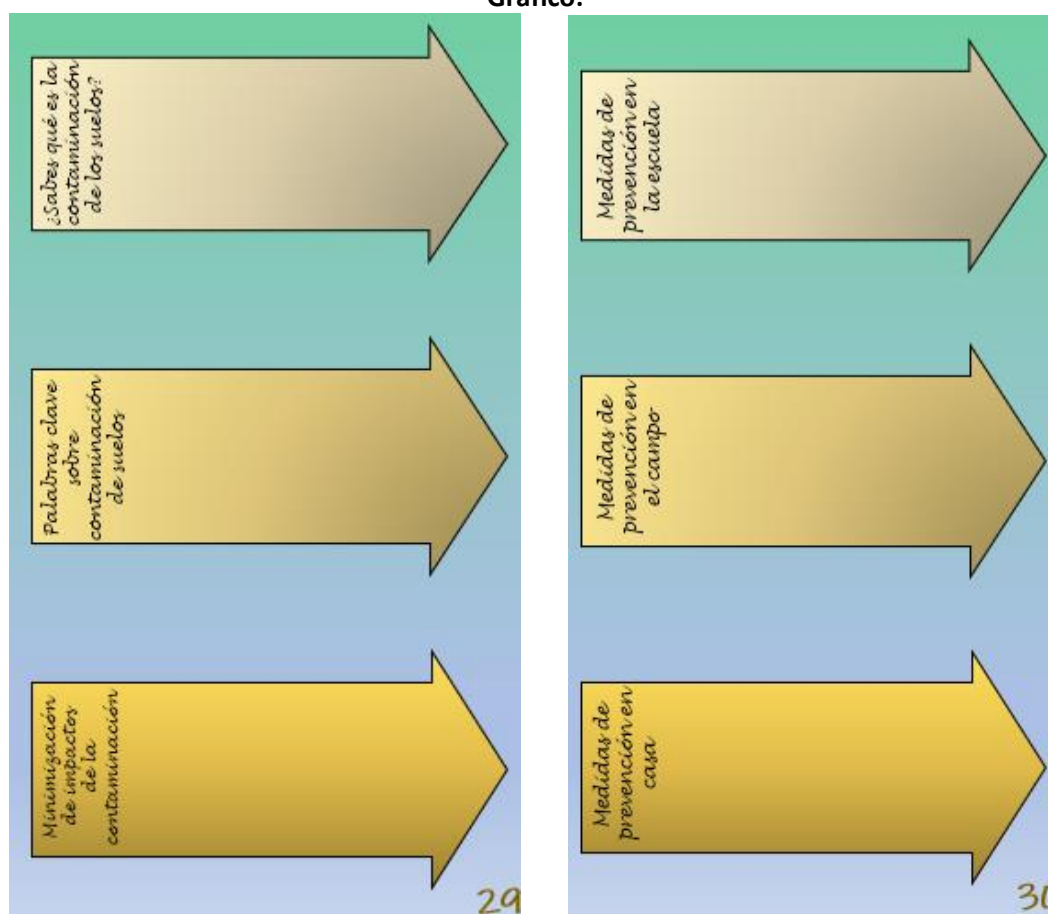 Gráfico:
¿Sabes qué es la
contaminación
de los suelos?
Palabras clave
sobre
contaminación
de suelos
Minimización
de impactos
de la
contaminación
29
Medidas de
prevención en
la escuela
Medidas de
prevención en
el campo
Medidas de
prevención en
casa
30